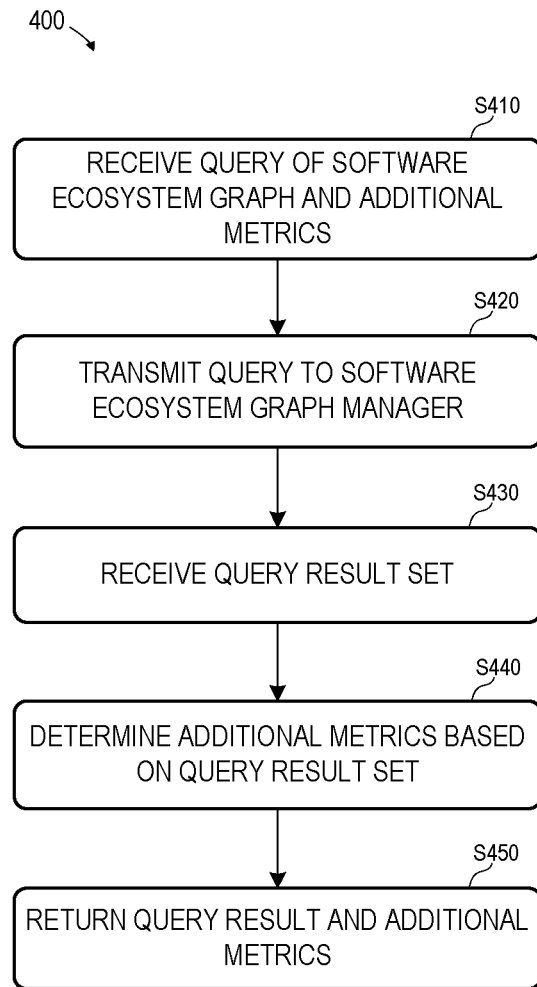 400
S410
RECEIVE QUERY OF SOFTWARE
ECOSYSTEM GRAPH AND ADDITIONAL
METRICS
S420
TRANSMIT QUERY TO SOFTWARE
ECOSYSTEM GRAPH MANAGER
S430
RECEIVE QUERY RESULT SET
S440
DETERMINE ADDITIONAL METRICS BASED
ON QUERY RESULT SET
S450
RETURN QUERY RESULT AND ADDITIONAL
METRICS